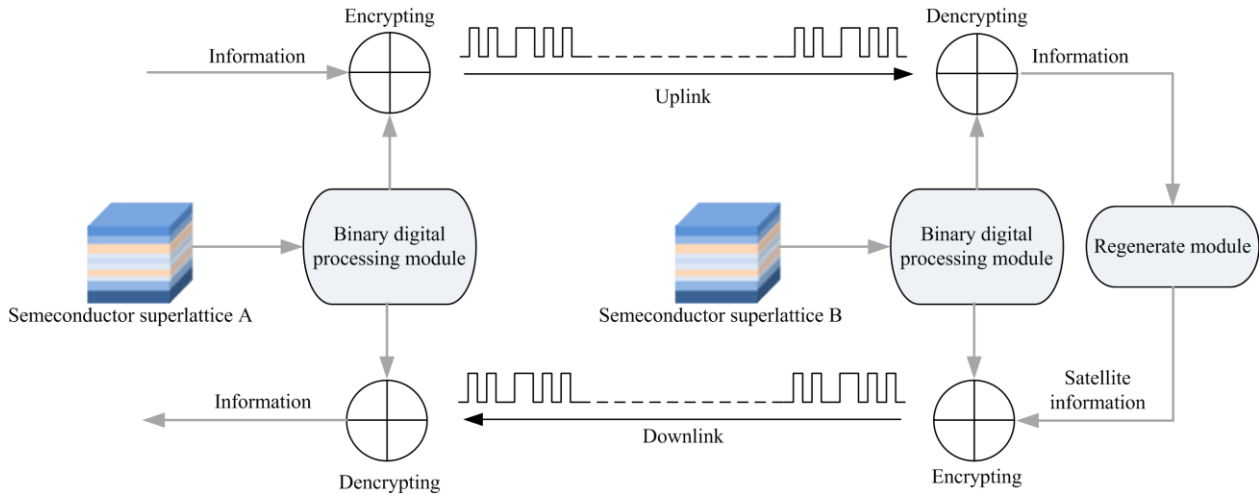 Encrypting
Dencrypting
Information
Information
Uplink
Binary digital
processing module
Binary digital
processing module
Regenerate module
Semeconductor superlattice A
Semeconductor superlattice B
Satellite
information
Information
Downlink
Dencrypting
Encrypting